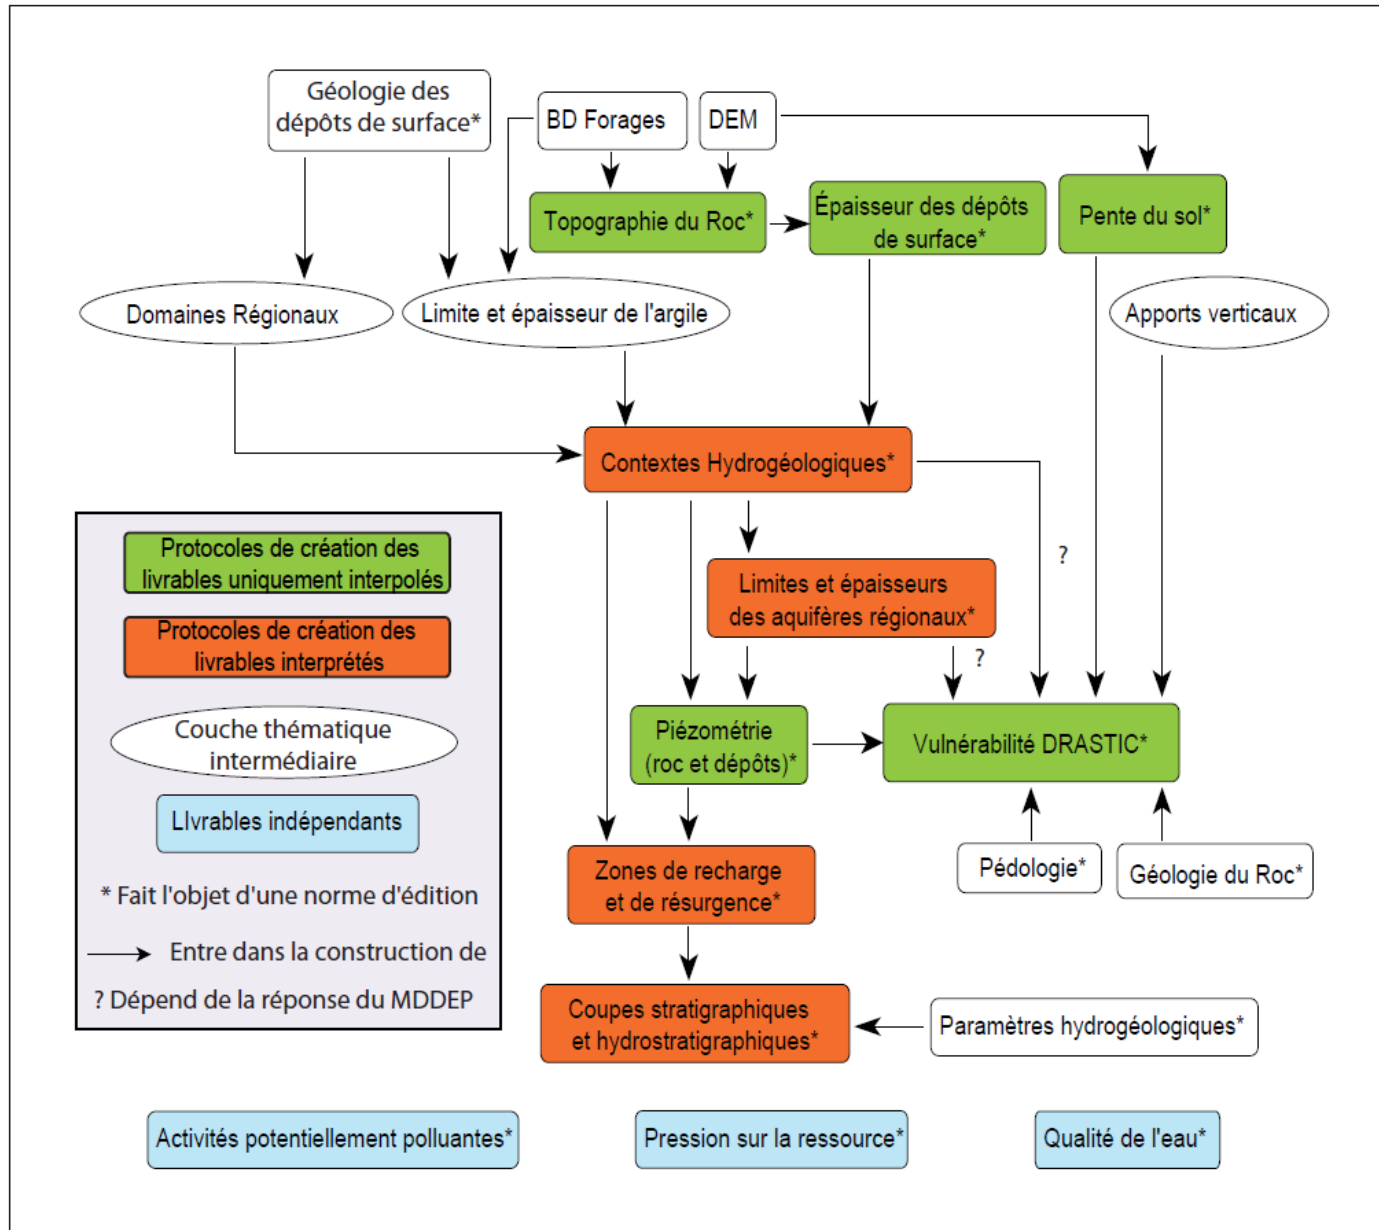 Géologie des
dépôts de surface*
BD Forages
DEM
Topographie du Roc*
Épaisseur des dépôts
de surface*
Pente du sol*
Domaines Régionaux
Limite et épaisseur de l'argile
Apports verticaux
Contextes Hydrogéologiques*
?
Limites et épaisseurs
des aquifères régionaux*
?
Piézométrie
(roc et dépôts)*
Vulnérabilité DRASTIC*
Zones de recharge
et de résurgence*
Pédologie*
Géologie du Roc*
Coupes stratigraphiques
et hydrostratigraphiques*
Paramètres hydrogéologiques*
Protocoles de création des
livrables uniquement interpolés
Protocoles de création des
livrables interprétés
Couche thématique
intermédiaire
LIvrables indépendants
* Fait l'objet d'une norme d'édition
Entre dans la construction de
? Dépend de la réponse du MDDEP
Activités potentiellement polluantes*
Pression sur la ressource*
Qualité de l'eau*